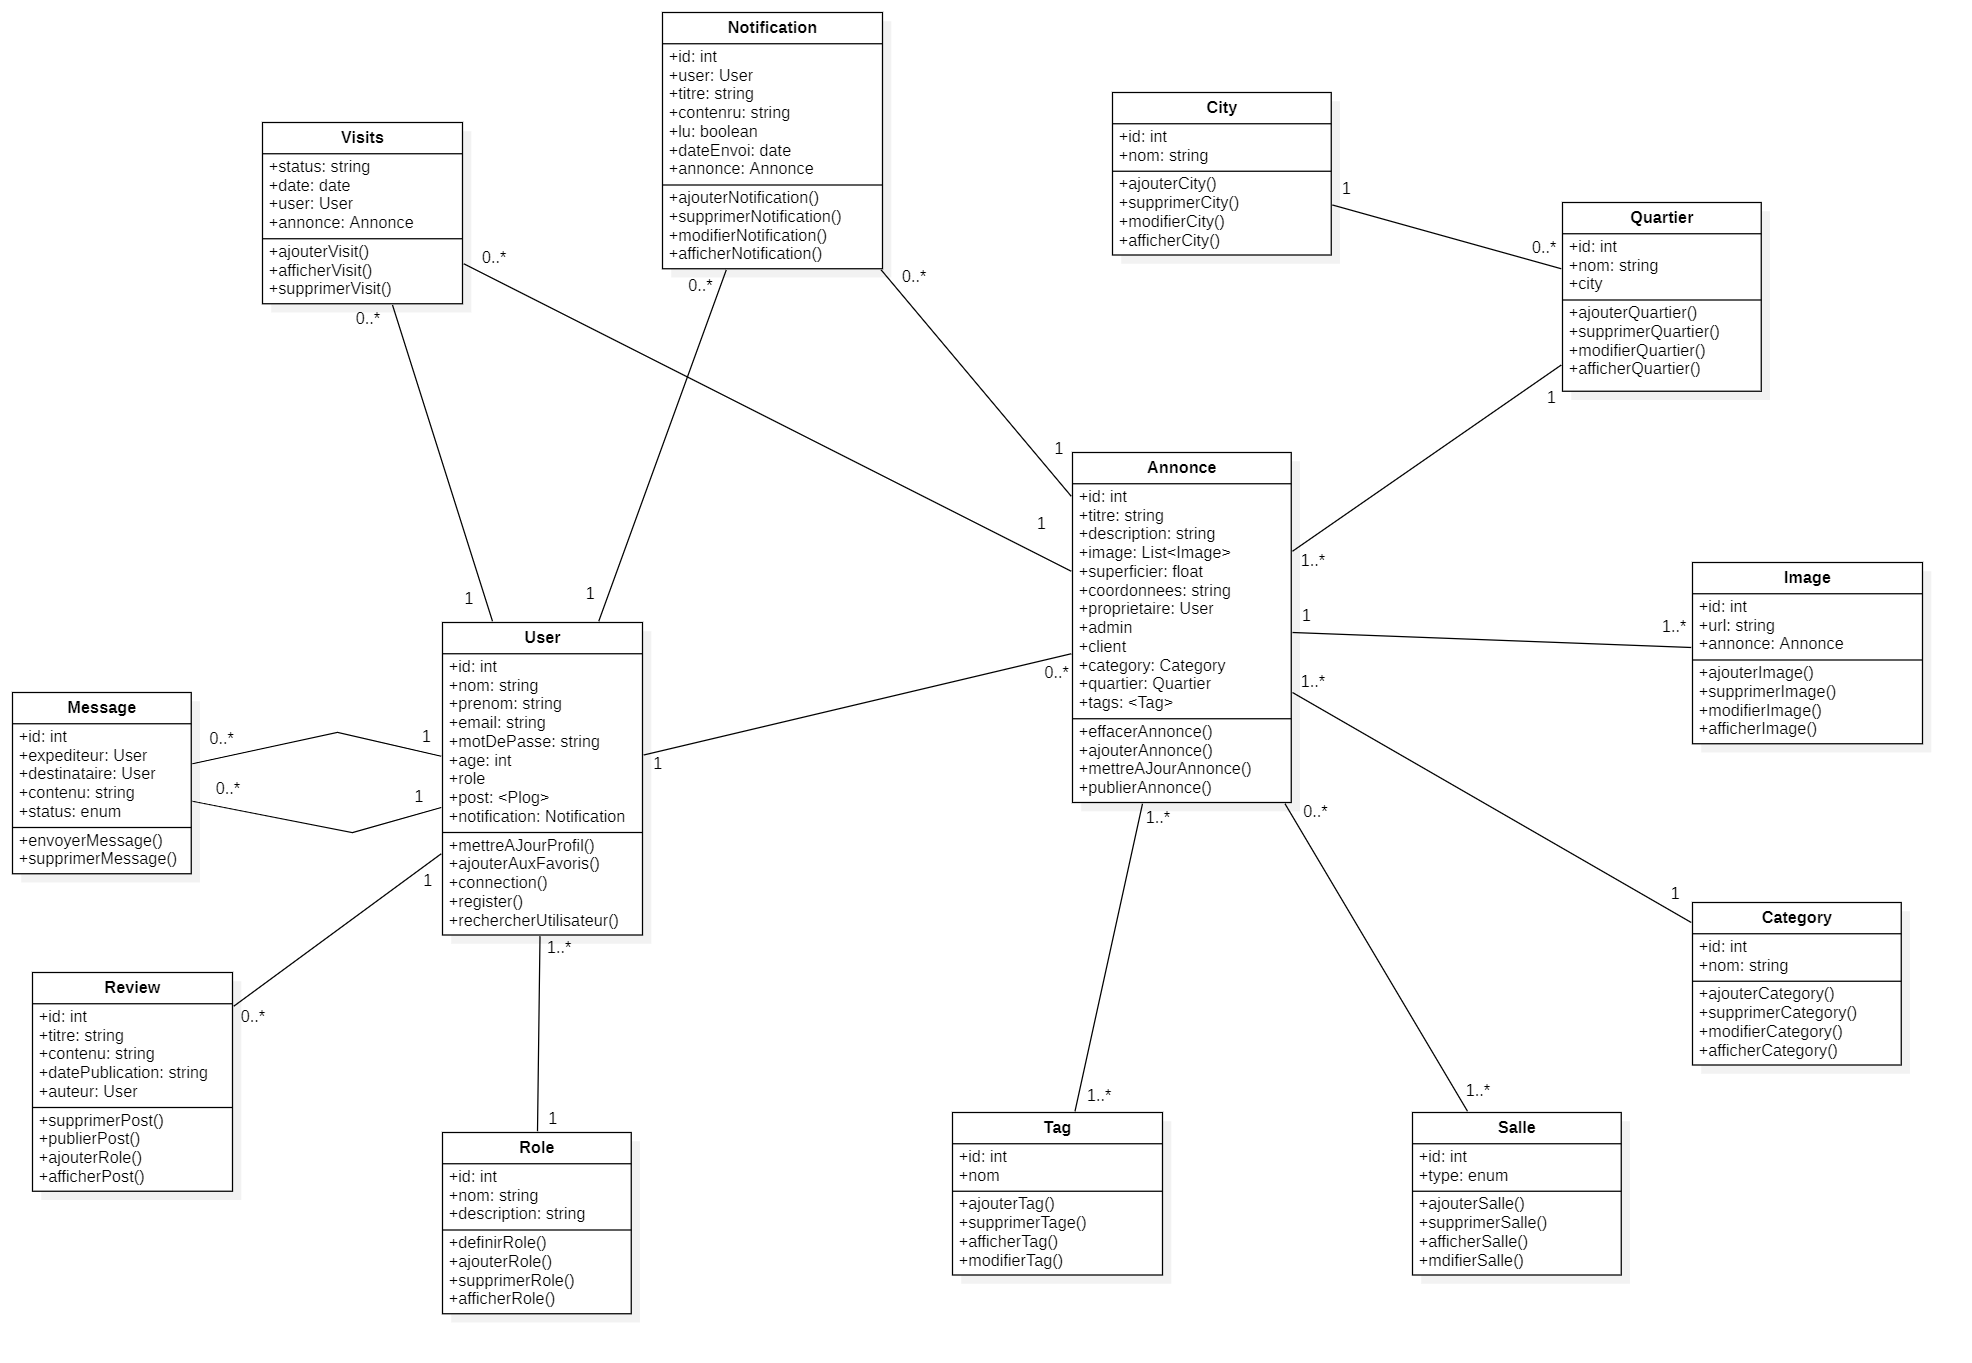 Notification
+id: int
+user: User
+titre: string
+contenru: string
+lu: boolean
+dateEnvoi: date
+annonce: Annonce
+ajouterNotification()
+supprimerNotification()
+modifierNotification()
+afficherNotification()
0..*
0..*
City
+id: int
+nom: string
+ajouterCity()
+supprimerCity()
+modifierCity()
+afficherCity()
1
0..*
Visits
+status: string
+date: date
+user: User
+annonce: Annonce
+ajouterVisit()
+afficherVisit()
+supprimerVisit()
0..*
0..*
Quartier
+id: int
+nom: string
+city
+ajouterQuartier()
+supprimerQuartier()
+modifierQuartier()
+afficherQuartier()
1
1
1
Annonce
+id: int
+titre: string
+description: string
+image: List<Image>
+superficier: float
+coordonnees: string
+proprietaire: User
+admin
+client
+category: Category
+quartier: Quartier
+tags: <Tag>
+effacerAnnonce()
+ajouterAnnonce()
+mettreAJourAnnonce()
+publierAnnonce()
1..*
1
1..*
1..*
0..*
1..*
0..*
Image
+id: int
+url: string
+annonce: Annonce
+ajouterImage()
+supprimerImage()
+modifierImage()
+afficherImage()
1
1
User
+id: int
+nom: string
+prenom: string
+email: string
+motDePasse: string
+age: int
+role
+post: <Plog>
+notification: Notification
+mettreAJourProfil()
+ajouterAuxFavoris()
+connection()
+register()
+rechercherUtilisateur()
1
1..*
Message
+id: int
+expediteur: User
+destinataire: User
+contenu: string
+status: enum
+envoyerMessage()
+supprimerMessage()
0..*
1
0..*
1
1
0..*
Category
+id: int
+nom: string
+ajouterCategory()
+supprimerCategory()
+modifierCategory()
+afficherCategory()
1
Review
+id: int
+titre: string
+contenu: string
+datePublication: string
+auteur: User
+supprimerPost()
+publierPost()
+ajouterRole()
+afficherPost()
1
Role
+id: int
+nom: string
+description: string
+definirRole()
+ajouterRole()
+supprimerRole()
+afficherRole()
1..*
Tag
+id: int
+nom
+ajouterTag()
+supprimerTage()
+afficherTag()
+modifierTag()
1..*
Salle
+id: int
+type: enum
+ajouterSalle()
+supprimerSalle()
+afficherSalle()
+mdifierSalle()